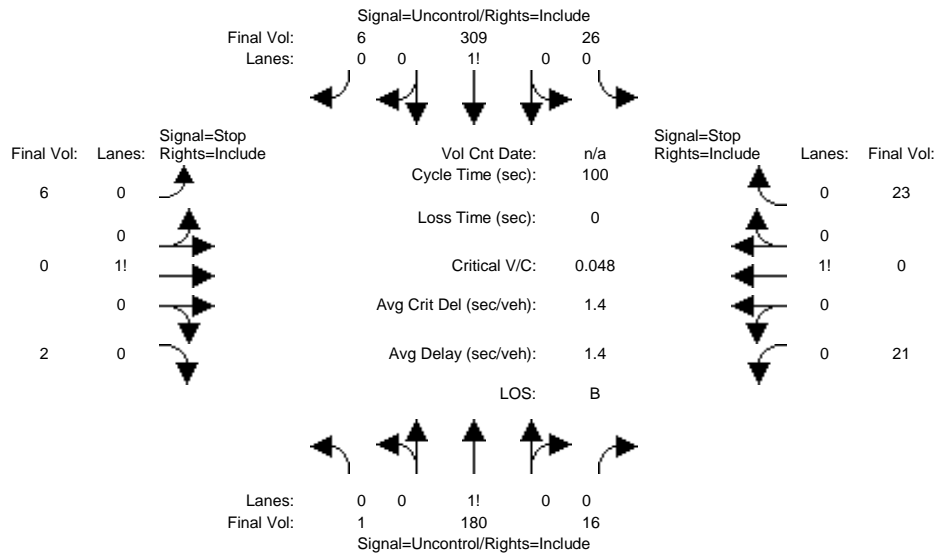 Signal=Uncontrol/Rights=Include
Final Vol: 6 309 26
Lanes: 0 0 1! 0 0
Signal=Stop
Final Vol: Lanes: Rights=Include
Vol Cnt Date: n/a
Signal=Stop
Rights=Include Lanes: Final Vol:
Cycle Time (sec): 100
6 0
0 23
Loss Time (sec): 0
0
0
0 1!
Critical V/C: 0.048
1! 0
0
Avg Crit Del (sec/veh): 1.4
0
2 0
Avg Delay (sec/veh): 1.4
0 21
LOS: B
Lanes: 0 0 1! 0 0
Final Vol: 1 180 16
Signal=Uncontrol/Rights=Include